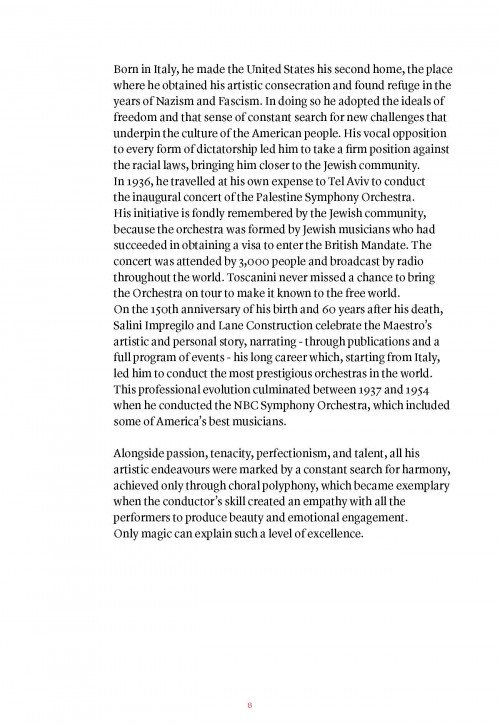 Born in Italy, he made the United States his second home, the place
where he obtained his artistic consecration and found refuge in the
years of Nazism and Fascism. In doing so he adopted the ideals of
freedom and that sense of constant search for new challenges that
underpin the culture of the American people. His vocal opposition
to every form of dictatorship led him to take a firm position against
the racial laws, bringing him closer to the Jewish community.
In 1936, he travelled at his own expense to Tel Aviv to conduct
the inaugural concert of the Palestine Symphony Orchestra.
His initiative is fondly remembered by the Jewish community,
because the orchestra was formed by Jewish musicians who had
succeeded in obtaining a visa to enter the British Mandate. The
concert was attended by 3,000 people and broadcast by radio
throughout the world. Toscanini never missed a chance to bring
the Orchestra on tour to make it known to the free world.
On the 150th anniversary of his birth and 60 years after his death,
Salini Impregilo and Lane Construction celebrate the Maestro's
artistic and personal story, narrating - through publications and a
full program of events - his long career which, starting from Italy,
led him to conduct the most prestigious orchestras in the world.
This professional evolution culminated between 1937 and 1954
when he conducted the NBC Symphony Orchestra, which included
some of America's best musicians.

Alongside passion, tenacity, perfectionism, and talent, all his
artistic endeavours were marked by a constant search for harmony,
achieved only through choral polyphony, which became exemplary
when the conductor's skill created an empathy with all the
performers to produce beauty and emotional engagement.
Only magic can explain such a level of excellence.

8